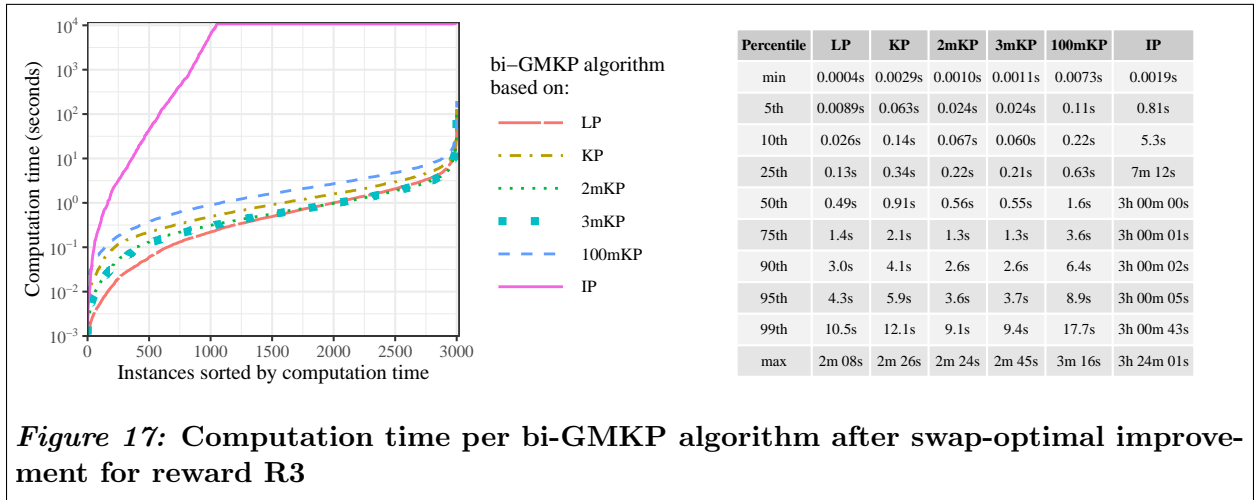 10^4
10^3
10^2
10^1
10^0
10^−1
10^−2
10^−3
Computation time (seconds)
0 500 1000 1500 2000 2500 3000
Instances sorted by computation time
bi−GMKP algorithm
based on:
LP
KP
2mKP
3mKP
100mKP
IP
Percentile LP KP 2mKP 3mKP 100mKP IP
min 0.0004s 0.0029s 0.0010s 0.0011s 0.0073s 0.0019s
5th 0.0089s 0.063s 0.024s 0.024s 0.11s 0.81s
10th 0.026s 0.14s 0.067s 0.060s 0.22s 5.3s
25th 0.13s 0.34s 0.22s 0.21s 0.63s 7m 12s
50th 0.49s 0.91s 0.56s 0.55s 1.6s 3h 00m 00s
75th 1.4s 2.1s 1.3s 1.3s 3.6s 3h 00m 01s
90th 3.0s 4.1s 2.6s 2.6s 6.4s 3h 00m 02s
95th 4.3s 5.9s 3.6s 3.7s 8.9s 3h 00m 05s
99th 10.5s 12.1s 9.1s 9.4s 17.7s 3h 00m 43s
max 2m 08s 2m 26s 2m 24s 2m 45s 3m 16s 3h 24m 01s
Figure 17: Computation time per bi-GMKP algorithm after swap-optimal improve-
ment for reward R3